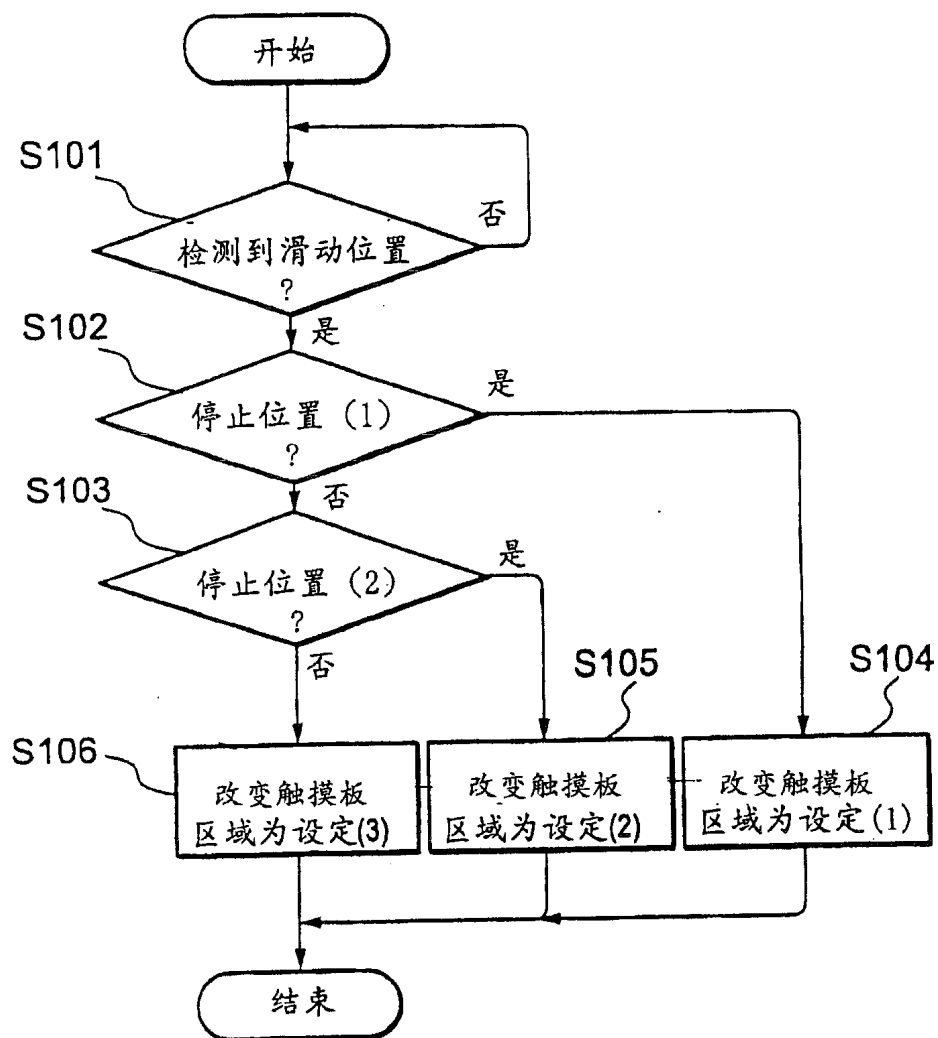 开始
S101
否
检测到滑动位置
?
是
S102
是
停止位置 (1)
?
否
S103
是
停止位置 (2)
?
否
S105
S104
S106
改变触摸板
区域为设定(3)
改变触摸板
区域为设定(2)
改变触摸板
区域为设定(1)
结束